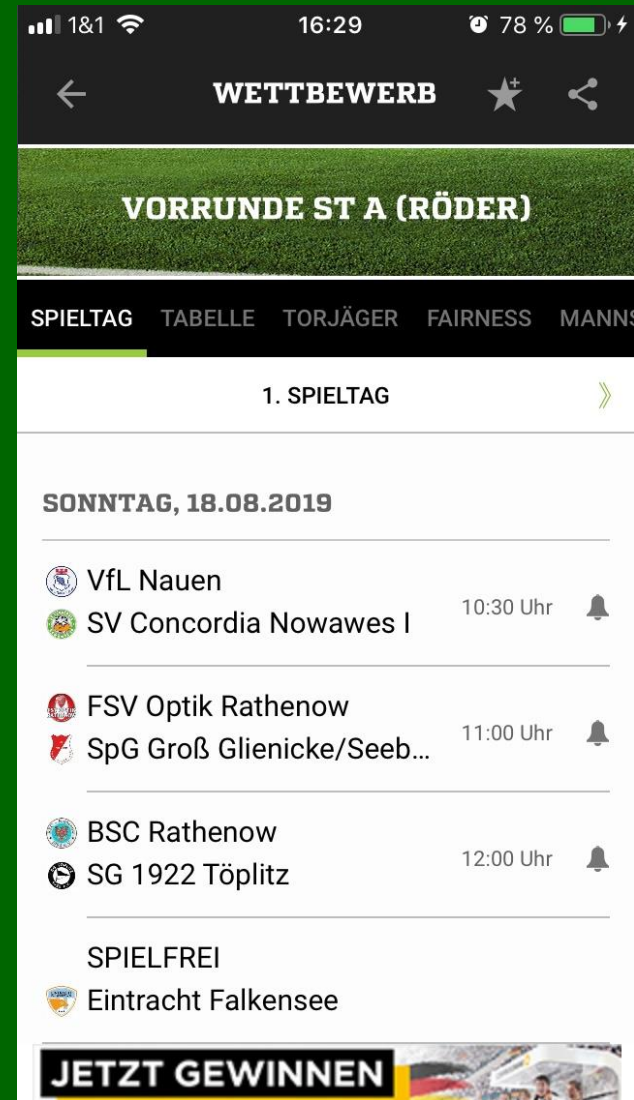 1&1 16:29 78 %
WETTBEWERB
VORRUNDE ST A (RÖDER)
SPIELTAG TABELLE TORJÄGER FAIRNESS MANNS
1. SPIELTAG
SONNTAG, 18.08.2019
VfL Nauen
SV Concordia Nowawes I
10:30 Uhr
FSV Optik Rathenow
SpG Groß Glienicke/Seeb...
11:00 Uhr
BSC Rathenow
SG 1922 Töplitz
12:00 Uhr
SPIELFREI
Eintracht Falkensee
JETZT GEWINNEN